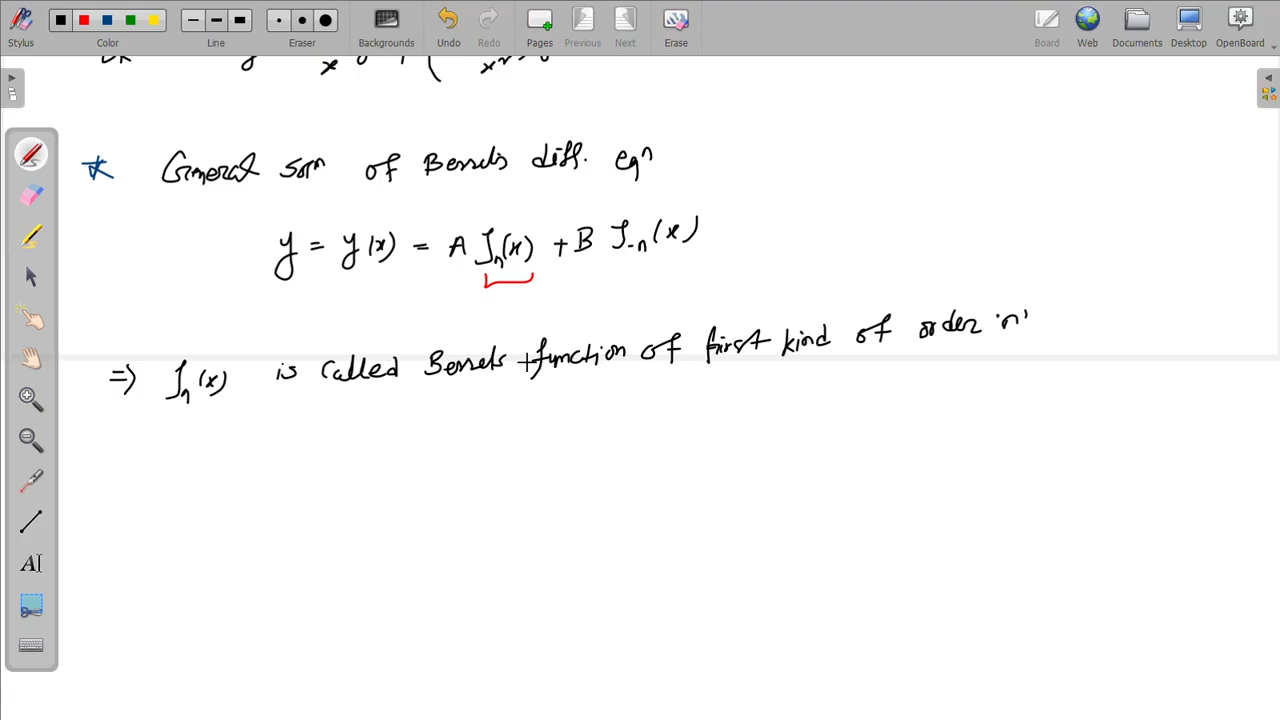 Stylus
Color
Line
Eraser
Backgrounds
Undo
Redo
Pages
Previous
Next
Erase
Board
Web
Documents
Desktop
OpenBoard
* General solⁿ of Bessels diff. eqⁿ
y = y(x) = A Jₙ(x) + B J₋ₙ(x)
⇒ Jₙ(x) is called Bessels function of first kind of order 'n'